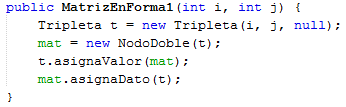 public MatrizEnForma1(int i, int j) {
Tripleta t = new Tripleta(i, j, null);
mat = new NodoDoble(t);
t.asignaValor(mat);
mat.asignaDato(t);
}